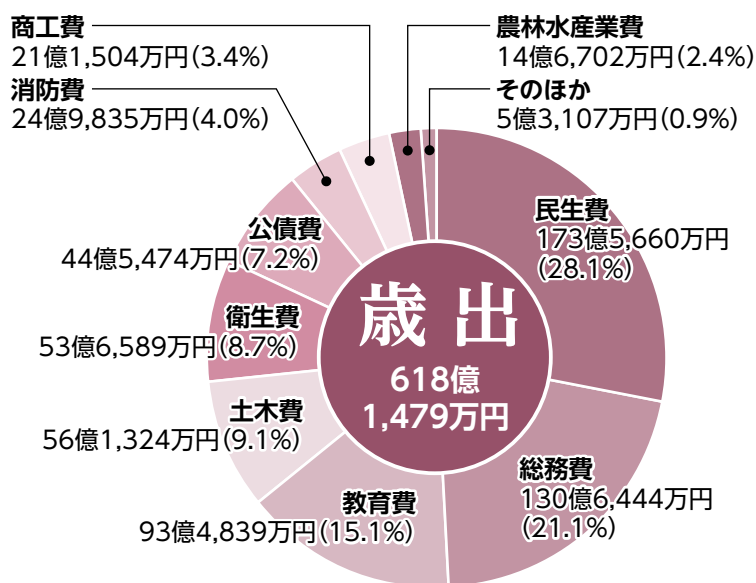 商工費
21億1,504万円(3.4%)
消防費
24億9,835万円(4.0%)
農林水産業費
14億6,702万円(2.4%)
そのほか
5億3,107万円(0.9%)
民生費
173億5,660万円
(28.1%)
公債費
44億5,474万円(7.2%)
衛生費
53億6,589万円(8.7%)
歳出
618億
1,479万円
土木費
56億1,324万円(9.1%)
総務費
130億6,444万円
(21.1%)
教育費
93億4,839万円(15.1%)